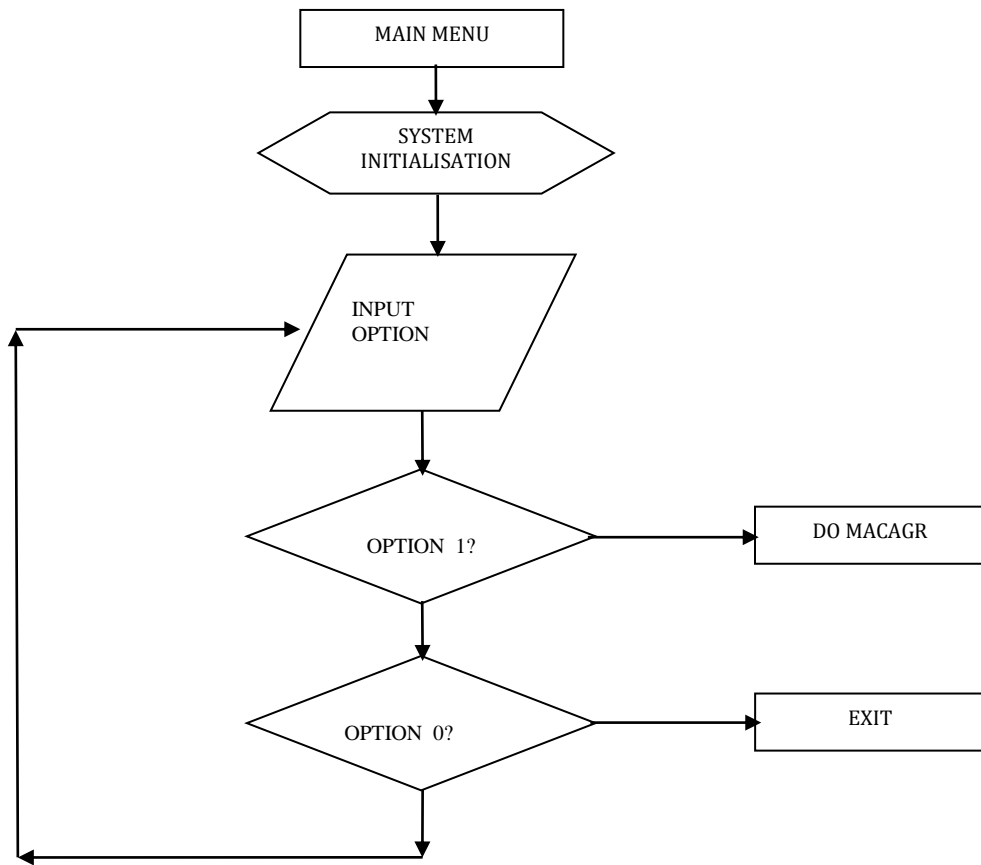 MAIN MENU
SYSTEM
INITIALISATION
INPUT
OPTION
OPTION 1?
DO MACAGR
OPTION 0?
EXIT